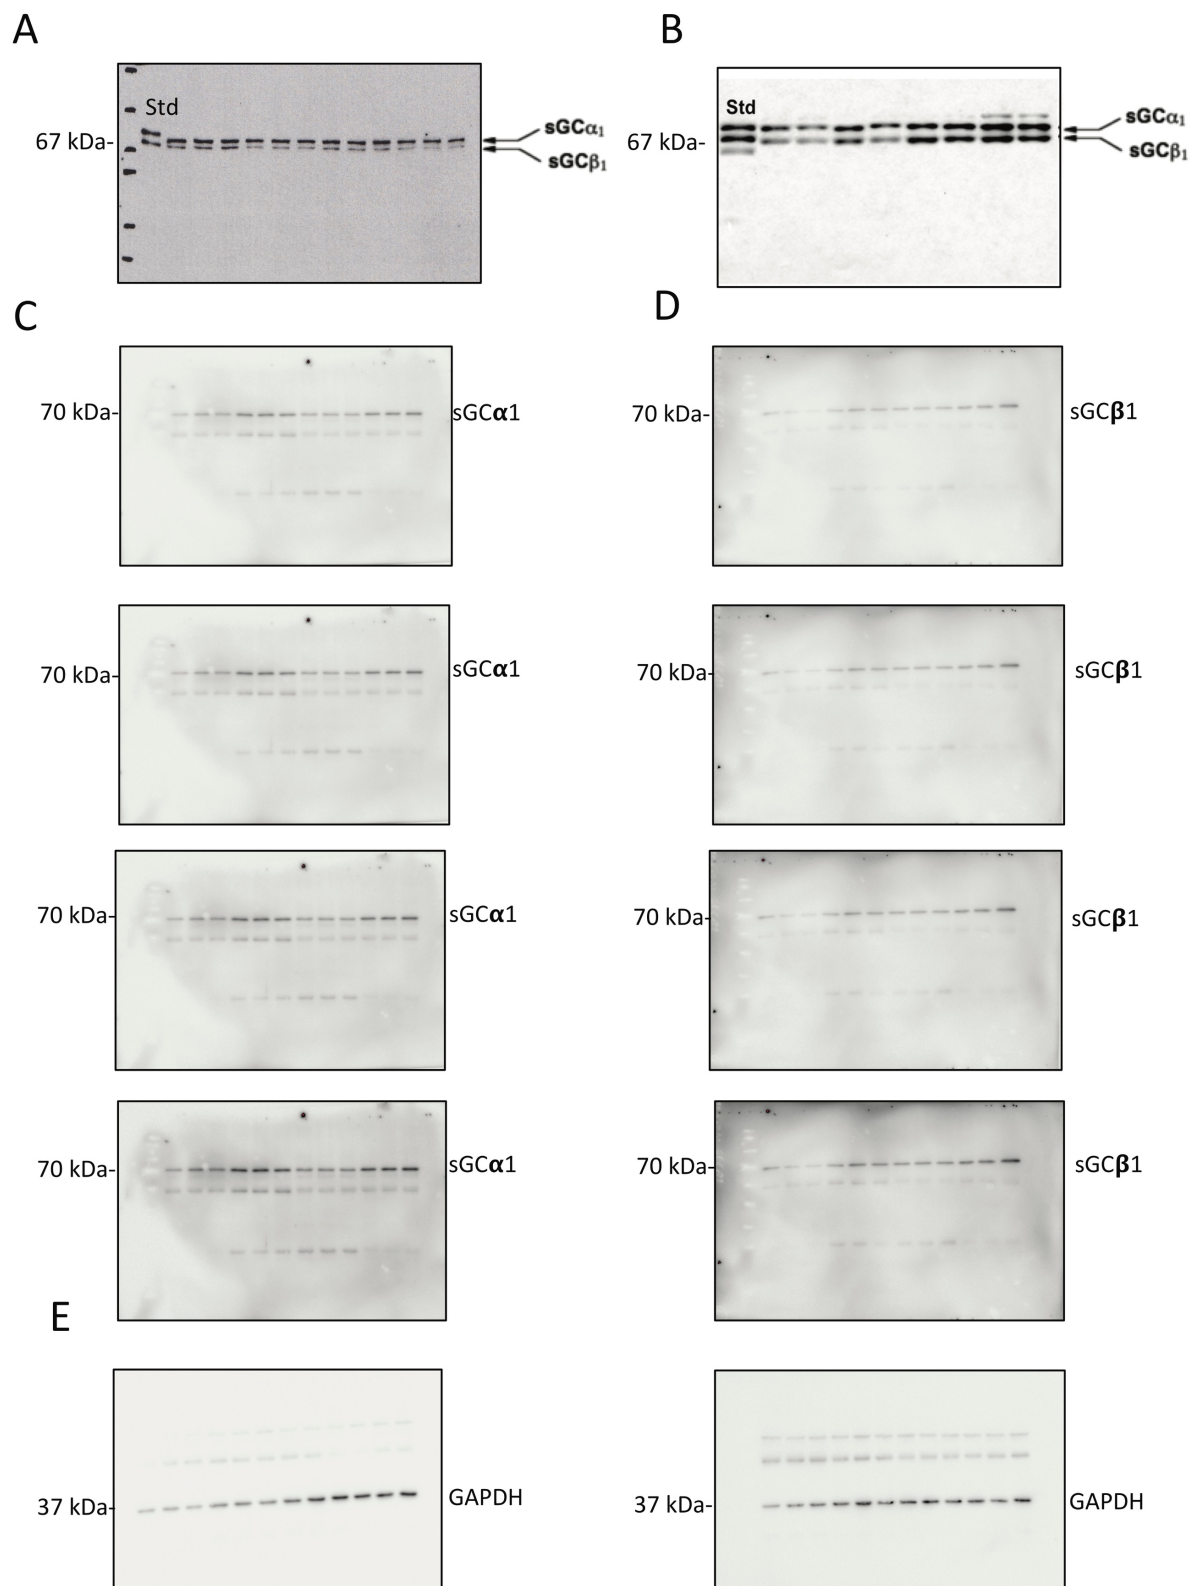 A
B
Std
67 kDa-
sGCα₁
sGCβ₁
Std
67 kDa-
sGCα₁
sGCβ₁
C
D
70 kDa-
sGCα1
70 kDa-
sGCβ1
70 kDa-
sGCα1
70 kDa-
sGCβ1
70 kDa-
sGCα1
70 kDa-
sGCβ1
70 kDa-
sGCα1
70 kDa-
sGCβ1
E
37 kDa-
GAPDH
37 kDa-
GAPDH